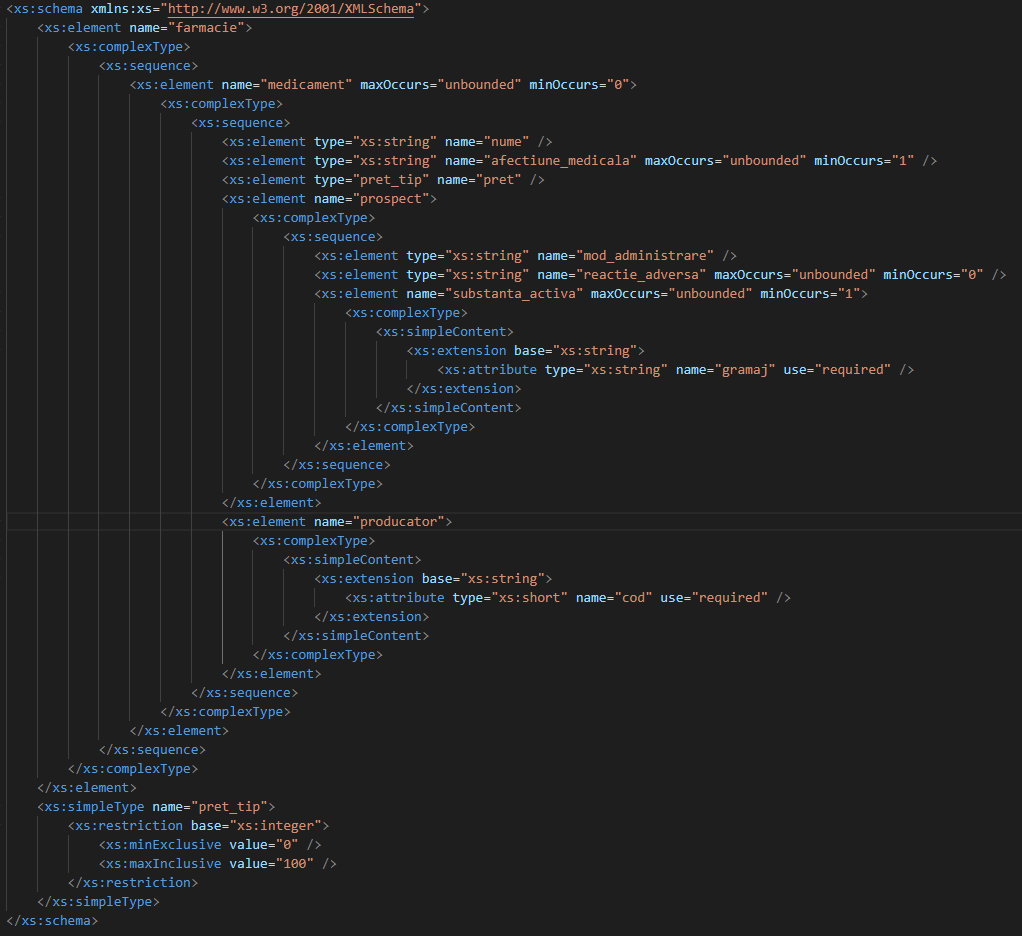 <xs:schema xmlns:xs="http://www.w3.org/2001/XMLSchema">
    <xs:element name="farmacie">
        <xs:complexType>
            <xs:sequence>
                <xs:element name="medicament" maxOccurs="unbounded" minOccurs="0">
                    <xs:complexType>
                        <xs:sequence>
                            <xs:element type="xs:string" name="nume" />
                            <xs:element type="xs:string" name="afectiune_medicala" maxOccurs="unbounded" minOccurs="1" />
                            <xs:element type="pret_tip" name="pret" />
                            <xs:element name="prospect">
                                <xs:complexType>
                                    <xs:sequence>
                                        <xs:element type="xs:string" name="mod_administrare" />
                                        <xs:element type="xs:string" name="reactie_adversa" maxOccurs="unbounded" minOccurs="0" />
                                        <xs:element name="substanta_activa" maxOccurs="unbounded" minOccurs="1">
                                            <xs:complexType>
                                                <xs:simpleContent>
                                                    <xs:extension base="xs:string">
                                                        <xs:attribute type="xs:string" name="gramaj" use="required" />
                                                    </xs:extension>
                                                </xs:simpleContent>
                                            </xs:complexType>
                                        </xs:element>
                                    </xs:sequence>
                                </xs:complexType>
                            </xs:element>
                            <xs:element name="producator">
                                <xs:complexType>
                                    <xs:simpleContent>
                                        <xs:extension base="xs:string">
                                            <xs:attribute type="xs:short" name="cod" use="required" />
                                        </xs:extension>
                                    </xs:simpleContent>
                                </xs:complexType>
                            </xs:element>
                        </xs:sequence>
                    </xs:complexType>
                </xs:element>
            </xs:sequence>
        </xs:complexType>
    </xs:element>
    <xs:simpleType name="pret_tip">
        <xs:restriction base="xs:integer">
            <xs:minExclusive value="0" />
            <xs:maxInclusive value="100" />
        </xs:restriction>
    </xs:simpleType>
</xs:schema>